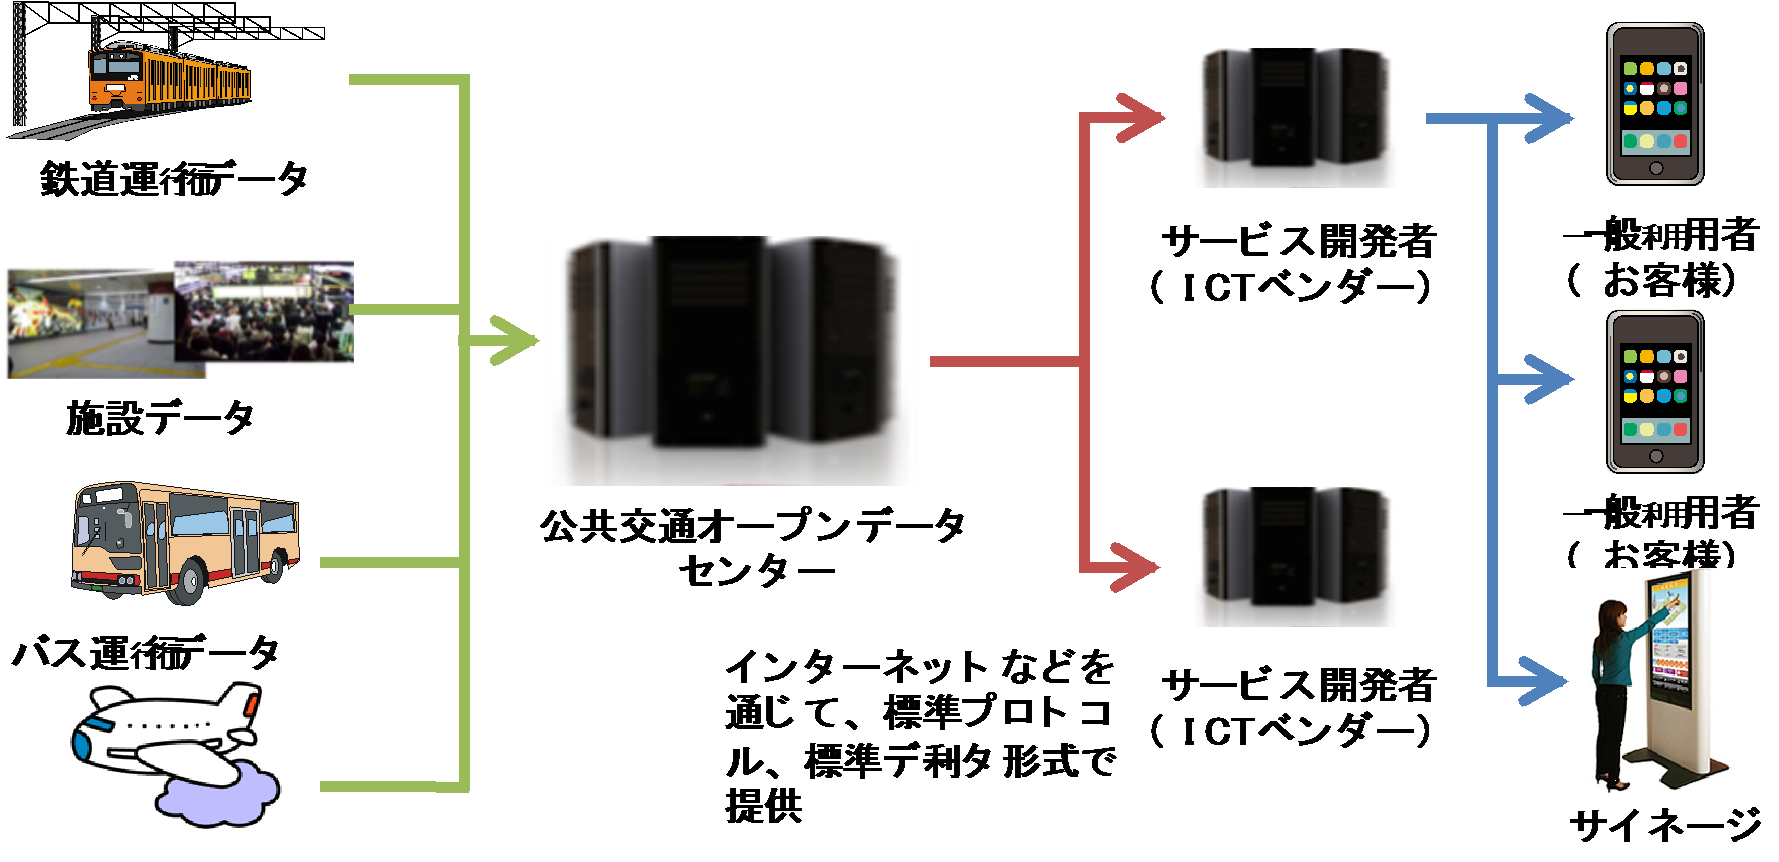 鉄道運行データ
施設データ
バス運行データ
公共交通オープンデータ
センター
インターネットなどを
通じて、標準プロトコ
ル、標準データ形式で
提供
サービス開発者
(ICTベンダー)
サービス開発者
(ICTベンダー)
一般利用者
(お客様)
一般利用者
(お客様)
サイネージ